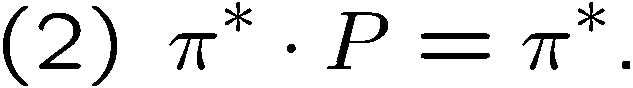 (2) π* · P = π*.